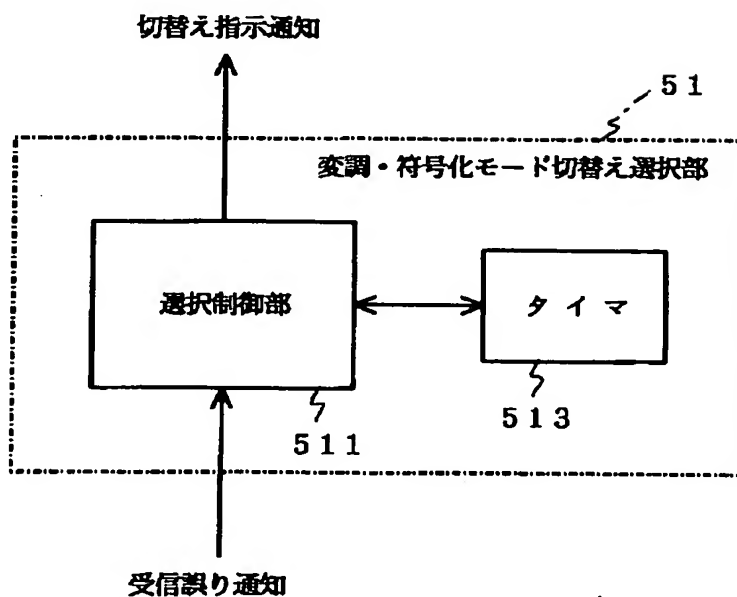 切替え指示通知
51
変調・符号化モード切替え選択部
選択制御部
タイマ
511
513
受信誤り通知